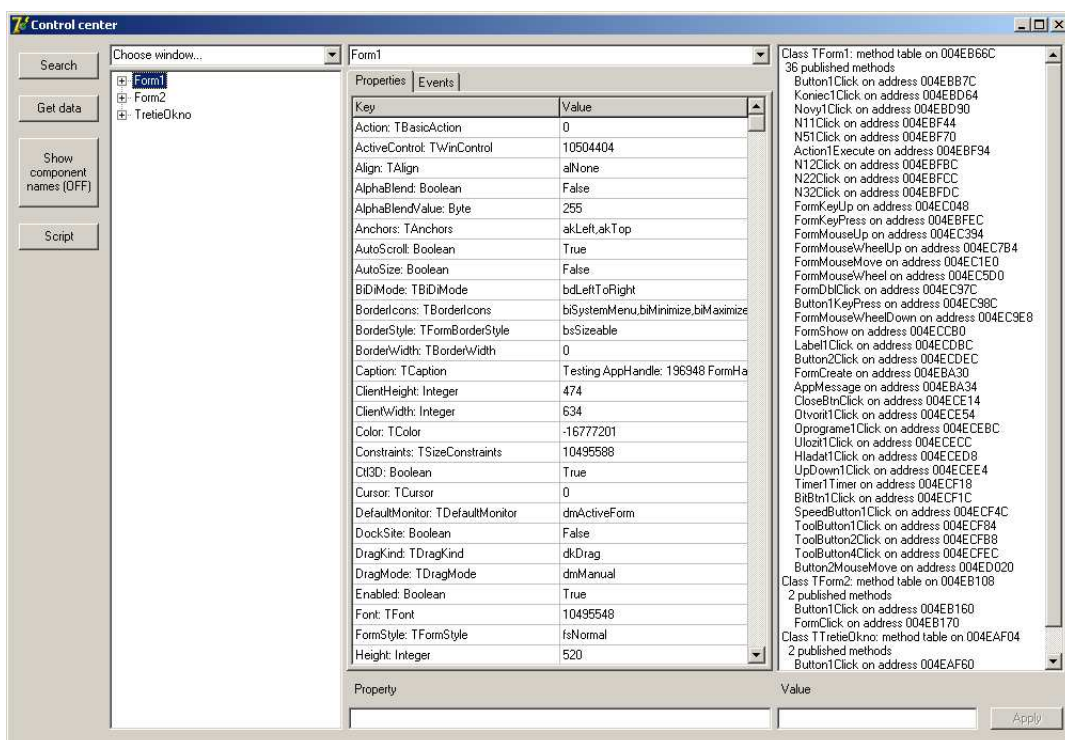 Control center
Search
Get data
Show
component
names (OFF)
Script
Choose window...
Form1
Form2
TretieOkno
Form1
Properties Events
Key Value
Action: TBasicAction 0
ActiveControl: TWinControl 10504404
Align: TAlign alNone
AlphaBlend: Boolean False
AlphaBlendValue: Byte 255
Anchors: TAnchors akLeft,akTop
AutoScroll: Boolean True
AutoSize: Boolean False
BiDiMode: TBiDiMode bdLeftToRight
BorderIcons: TBorderIcons biSystemMenu,biMinimize,biMaximize
BorderStyle: TFormBorderStyle bsSizeable
BorderWidth: TBorderWidth 0
Caption: TCaption Testing AppHandle: 196948 FormHa
ClientHeight: Integer 474
ClientWidth: Integer 634
Color: TColor -16777201
Constraints: TSizeConstraints 10495588
Ctl3D: Boolean True
Cursor: TCursor 0
DefaultMonitor: TDefaultMonitor dmActiveForm
DockSite: Boolean False
DragKind: TDragKind dkDrag
DragMode: TDragMode dmManual
Enabled: Boolean True
Font: TFont 10495548
FormStyle: TFormStyle fsNormal
Height: Integer 520
Property
Class TForm1: method table on 004EB66C
36 published methods
Button1Click on address 004EBB7C
Koniec1Click on address 004EBD64
Novy1Click on address 004EBD90
N11Click on address 004EBF44
N51Click on address 004EBF70
Action1Execute on address 004EBF94
N12Click on address 004EBFBC
N22Click on address 004EBFCC
N32Click on address 004EBFDC
FormKeyUp on address 004EC048
FormKeyPress on address 004EBFEC
FormMouseUp on address 004EC394
FormMouseWheelUp on address 004EC7B4
FormMouseMove on address 004EC1E0
FormMouseWheel on address 004EC5D0
FormDblClick on address 004EC97C
Button1KeyPress on address 004EC98C
FormMouseWheelDown on address 004EC9E8
FormShow on address 004ECCB0
Label1Click on address 004ECDBC
Button2Click on address 004ECDEC
FormCreate on address 004EBA30
AppMessage on address 004EBA34
CloseBtnClick on address 004ECE14
Otvorit1Click on address 004ECE54
Oprograme1Click on address 004ECEBC
Ulozit1Click on address 004ECECC
Hladat1Click on address 004ECED8
UpDown1Click on address 004ECEE4
Timer1Timer on address 004ECF18
BitBtn1Click on address 004ECF1C
SpeedButton1Click on address 004ECF4C
ToolButton1Click on address 004ECF84
ToolButton2Click on address 004ECFB8
ToolButton4Click on address 004ECFEC
Button2MouseMove on address 004ED020
Class TForm2: method table on 004EB108
2 published methods
Button1Click on address 004EB160
FormClick on address 004EB170
Class TTretieOkno: method table on 004EAF04
2 published methods
Button1Click on address 004EAF60
Value
Apply